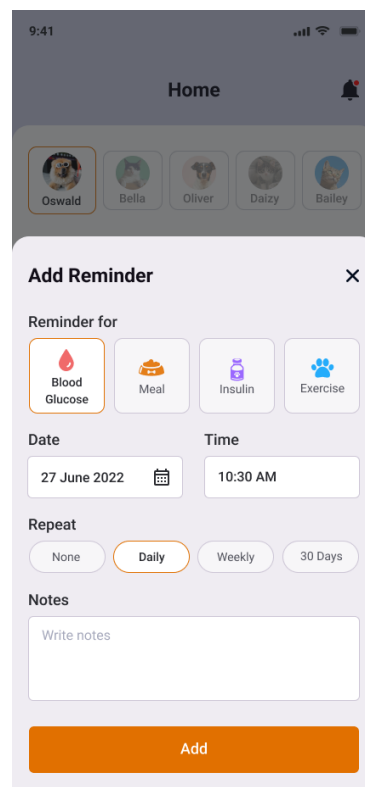 9:41
Home
Oswald
Bella
Oliver
Daizy
Bailey
Add Reminder
Reminder for
Blood
Glucose
Meal
Insulin
Exercise
Date
Time
27 June 2022
10:30 AM
Repeat
None
Daily
Weekly
30 Days
Notes
Write notes
Add